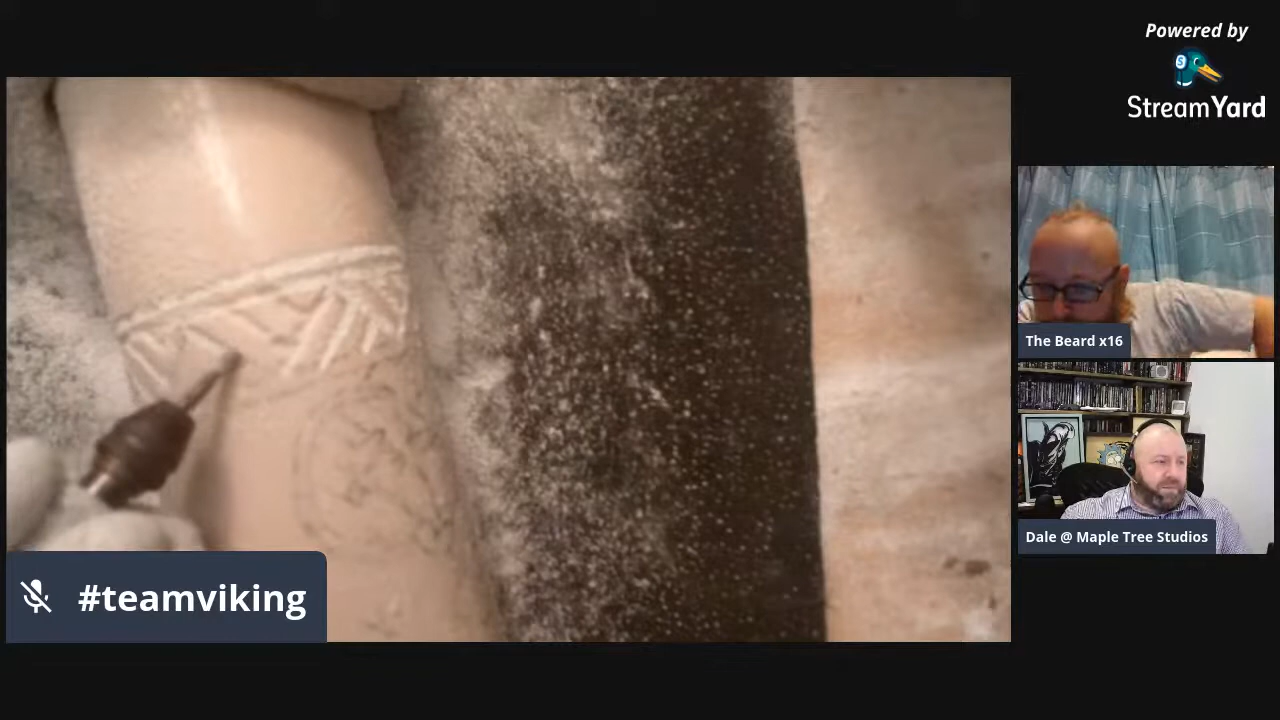 Powered by
StreamYard
The Beard x16
Dale @ Maple Tree Studios
#teamviking